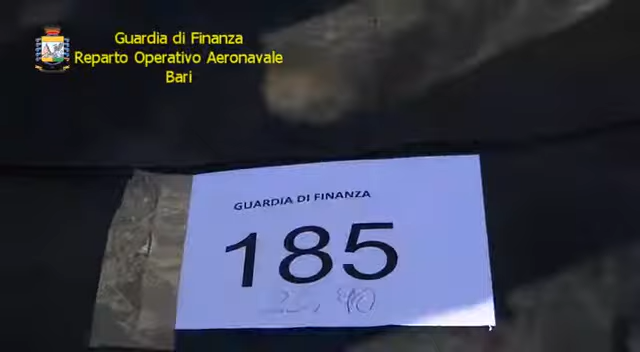 Guardia di Finanza
Reparto Operativo Aeronavale
Bari
GUARDIA DI FINANZA
185